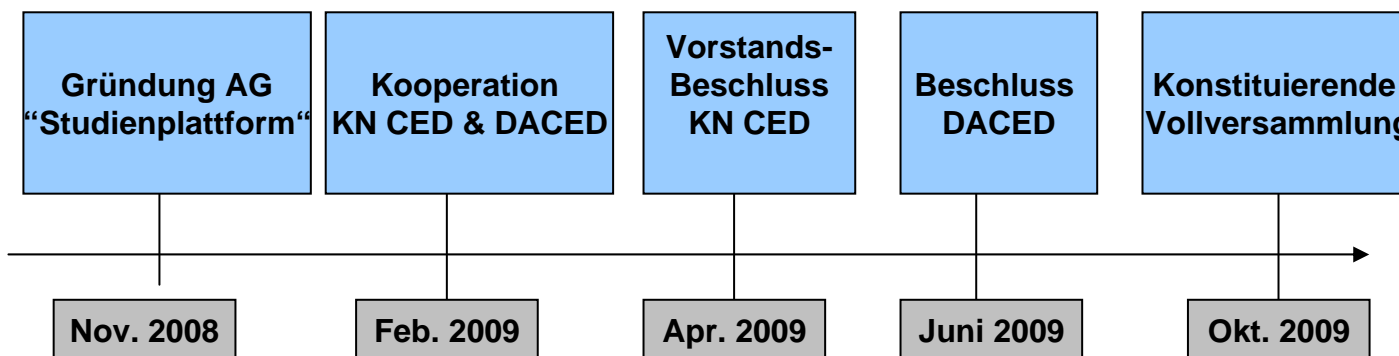 Gründung AG
“Studienplattform“
Kooperation
KN CED & DACED
Vorstands-
Beschluss
KN CED
Beschluss
DACED
Konstituierende
Vollversammlung
Nov. 2008
Feb. 2009
Apr. 2009
Juni 2009
Okt. 2009